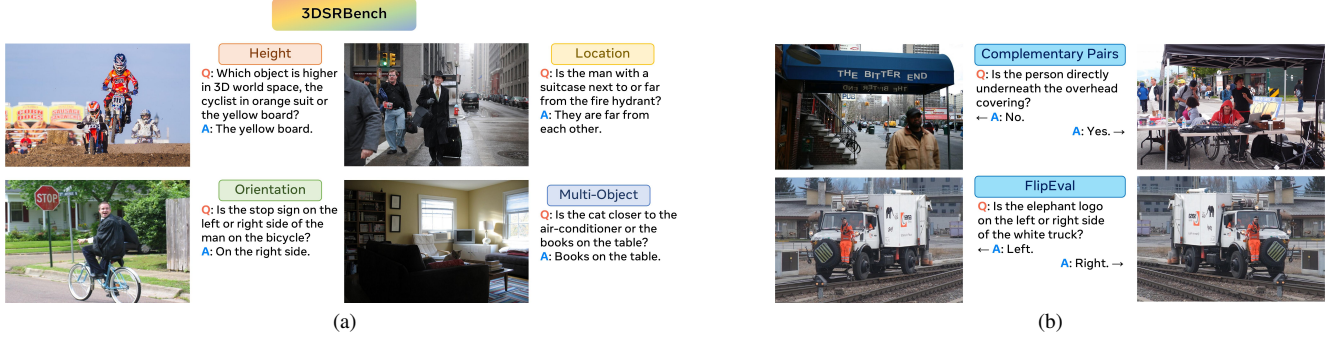 3DSRBench
Height
Q: Which object is higher
in 3D world space, the
cyclist in orange suit or
the yellow board?
A: The yellow board.
Location
Q: Is the man with a
suitcase next to or far
from the fire hydrant?
A: They are far from
each other.
STOP
Orientation
Q: Is the stop sign on the
left or right side of the
man on the bicycle?
A: On the right side.
Multi-Object
Q: Is the cat closer to the
air-conditioner or the
books on the table?
A: Books on the table.
(a)
THE BITTER END
Complementary Pairs
Q: Is the person directly
underneath the overhead
covering?
← A: No.
A: Yes. →
FlipEval
Q: Is the elephant logo
on the left or right side
of the white truck?
← A: Left.
A: Right. →
(b)